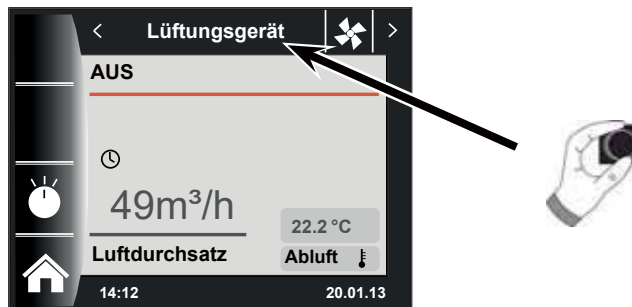 < Lüftungsgerät >
AUS
49m³/h
22.2 °C
Luftdurchsatz
Abluft
14:12
20.01.13